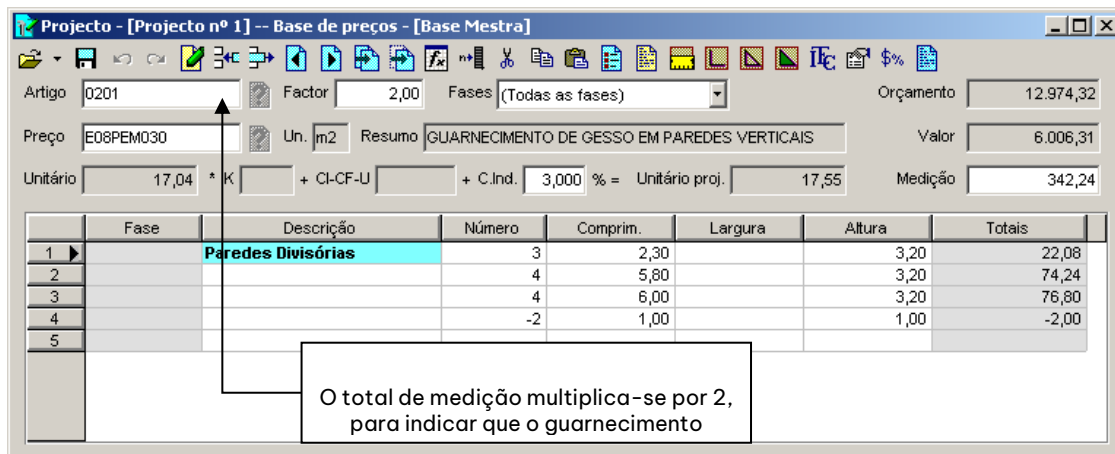 Projecto - [Projecto nº 1] -- Base de preços - [Base Mestra]
Artigo 0201 Factor 2,00 Fases (Todas as fases) Orçamento 12.974,32
Preço E08PEM030 Un. m2 Resumo GUARNECIMENTO DE GESSO EM PAREDES VERTICAIS Valor 6.006,31
Unitário 17,04 * K + CI-CF-U + C.Ind. 3,000 % = Unitário proj. 17,55 Medição 342,24
Fase Descrição Número Comprim. Largura Altura Totais
1 Paredes Divisórias 3 2,30 3,20 22,08
2 4 5,80 3,20 74,24
3 4 6,00 3,20 76,80
4 -2 1,00 1,00 -2,00
5
O total de medição multiplica-se por 2,
para indicar que o guarnecimento